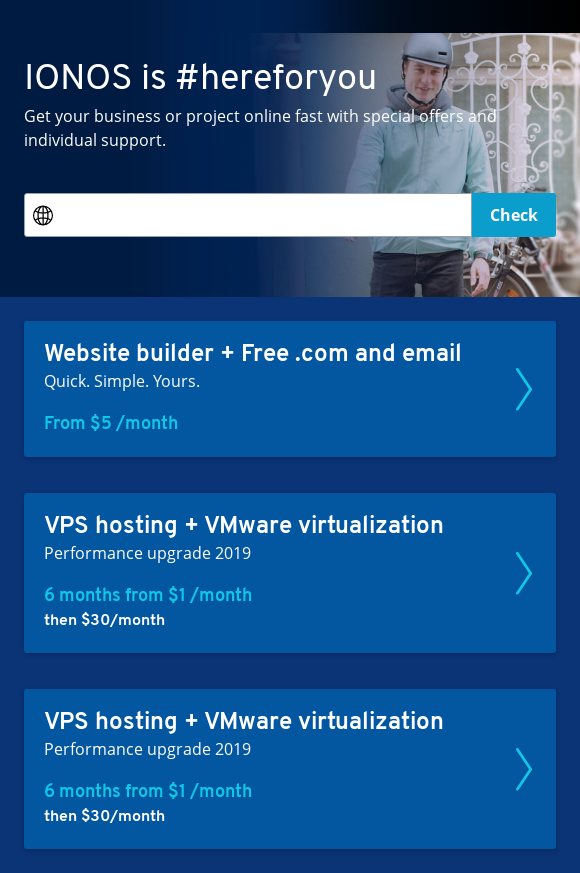 IONOS is #hereforyou
Get your business or project online fast with special offers and
individual support.
Check
Website builder + Free .com and email
Quick. Simple. Yours.
From $5 /month
VPS hosting + VMware virtualization
Performance upgrade 2019
6 months from $1 /month
then $30/month
VPS hosting + VMware virtualization
Performance upgrade 2019
6 months from $1 /month
then $30/month